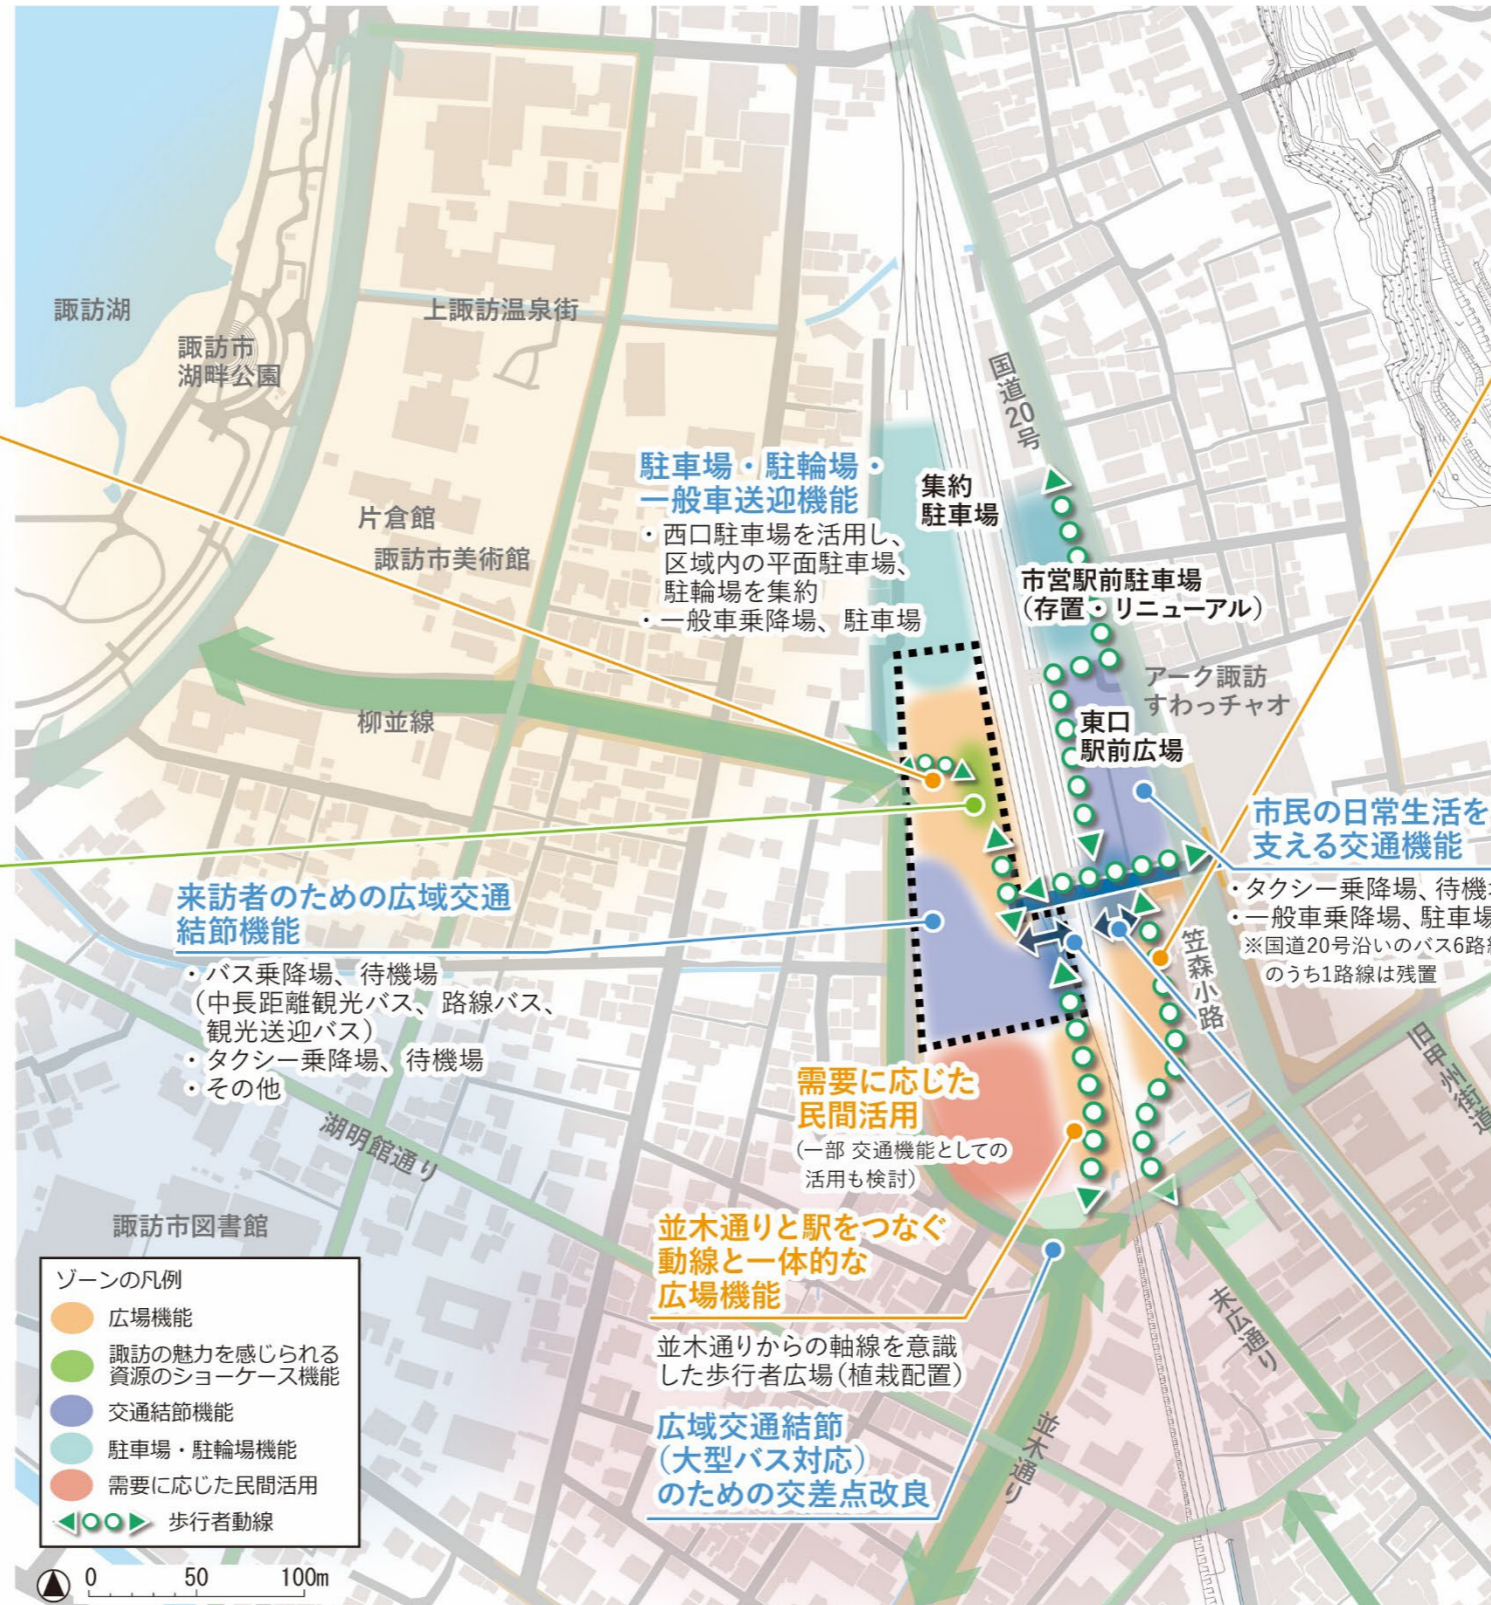 諏訪湖
諏訪市
湖畔公園
上諏訪温泉街
国道20号
片倉館
諏訪市美術館
駐車場・駐輪場・
一般車送迎機能
・西口駐車場を活用し、
区域内の平面駐車場、
駐輪場を集約
・一般車乗降場、駐車場
集約
駐車場
市営駅前駐車場
（存置・リニューアル）
アーク諏訪
すわっチャオ
柳並線
東口
駅前広場
市民の日常生活を
支える交通機能
・タクシー乗降場、待機
・一般車乗降場、駐車場
※国道20号沿いのバス6路
のうち1路線は残置
来訪者のための広域交通
結節機能
・バス乗降場、待機場
（中長距離観光バス、路線バス、
観光送迎バス）
・タクシー乗降場、待機場
・その他
笠森小路
旧甲州街道
需要に応じた
民間活用
（一部 交通機能としての
活用も検討）
湖明館通り
諏訪市図書館
並木通りと駅をつなぐ
動線と一体的な
広場機能
並木通りからの軸線を意識
した歩行者広場（植栽配置）
末広通り
並木通り
広域交通結節
（大型バス対応）
のための交差点改良
ゾーンの凡例
広場機能
諏訪の魅力を感じられる
資源のショーケース機能
交通結節機能
駐車場・駐輪場機能
需要に応じた民間活用
歩行者動線
0 50 100m